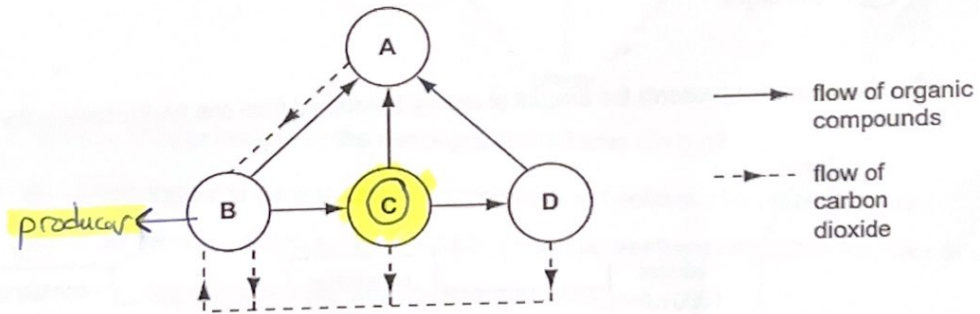 A
flow of organic
compounds
flow of
carbon
dioxide
producer
B
C
D